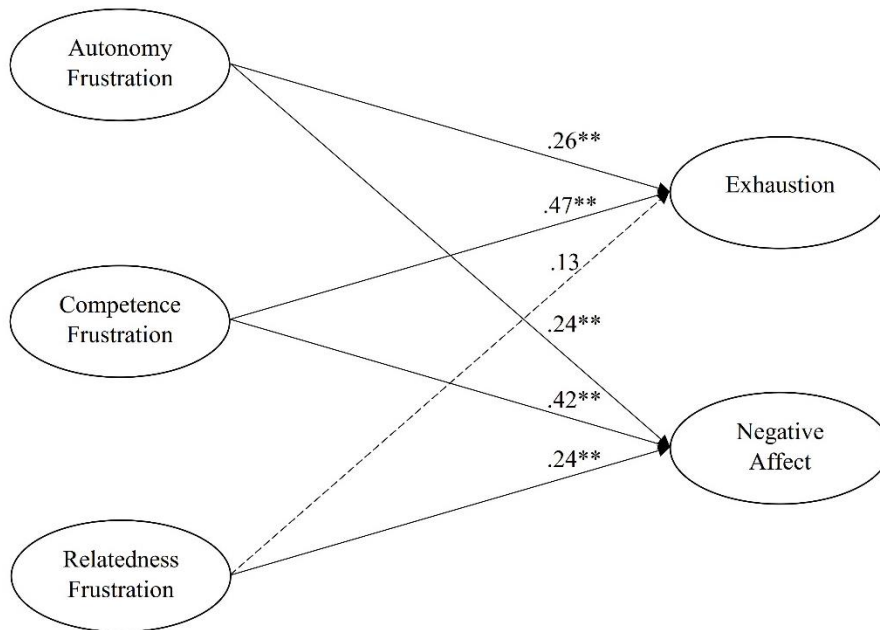 Autonomy
Frustration
.26**
Exhaustion
.47**
.13
Competence
Frustration
.24**
.42**
Negative
Affect
.24**
Relatedness
Frustration